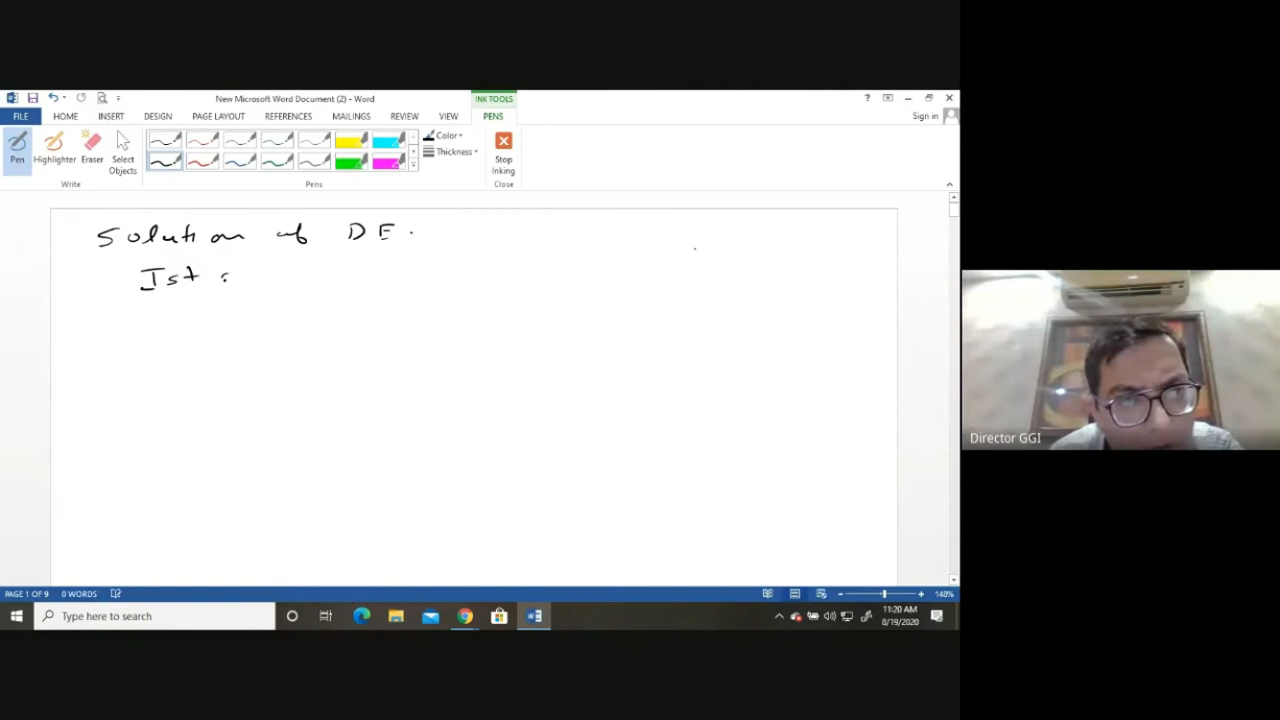 New Microsoft Word Document (2) - Word
INK TOOLS
Sign in
FILE HOME INSERT DESIGN PAGE LAYOUT REFERENCES MAILINGS REVIEW VIEW PENS
Pen Highlighter Eraser Select Objects
Color
Thickness
Stop Inking
Write Pens Close
Solution of DE.
Ist
Director GGI
PAGE 1 OF 9 0 WORDS 148%
Type here to search
11:20 AM
8/19/2020